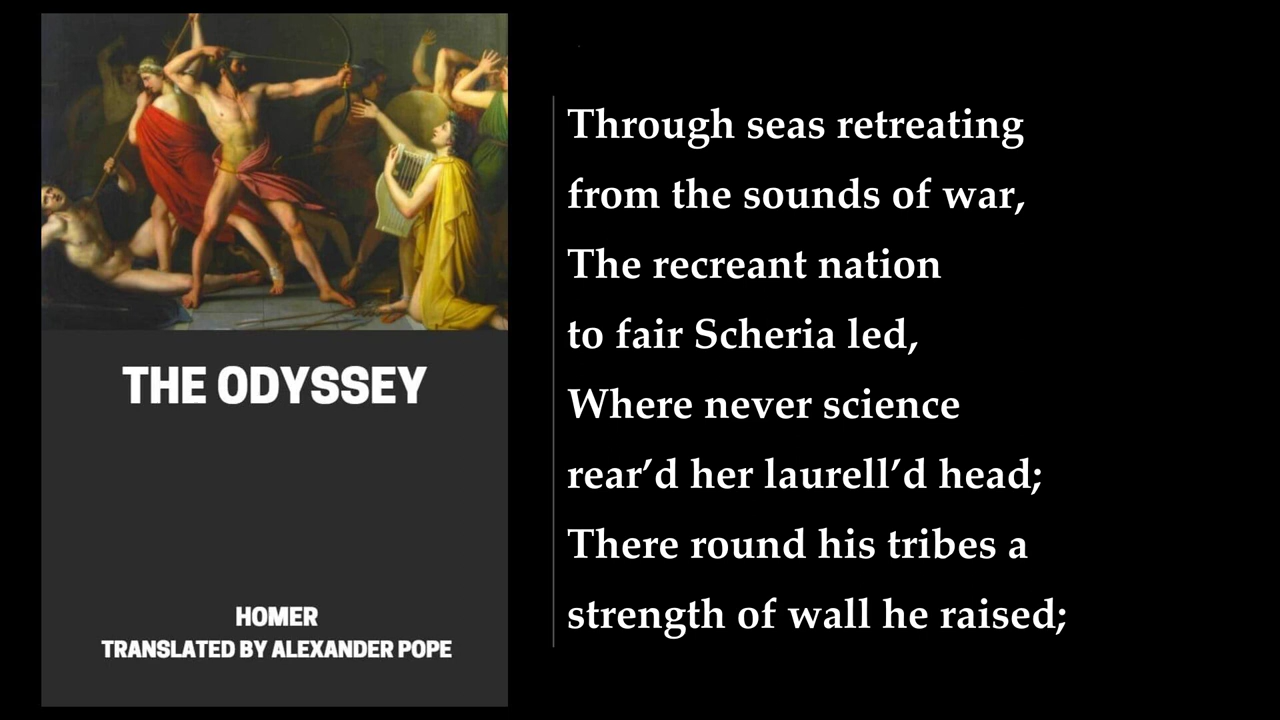 THE ODYSSEY
HOMER
TRANSLATED BY ALEXANDER POPE
Through seas retreating
from the sounds of war,
The recreant nation
to fair Scheria led,
Where never science
rear’d her laurell’d head;
There round his tribes a
strength of wall he raised;